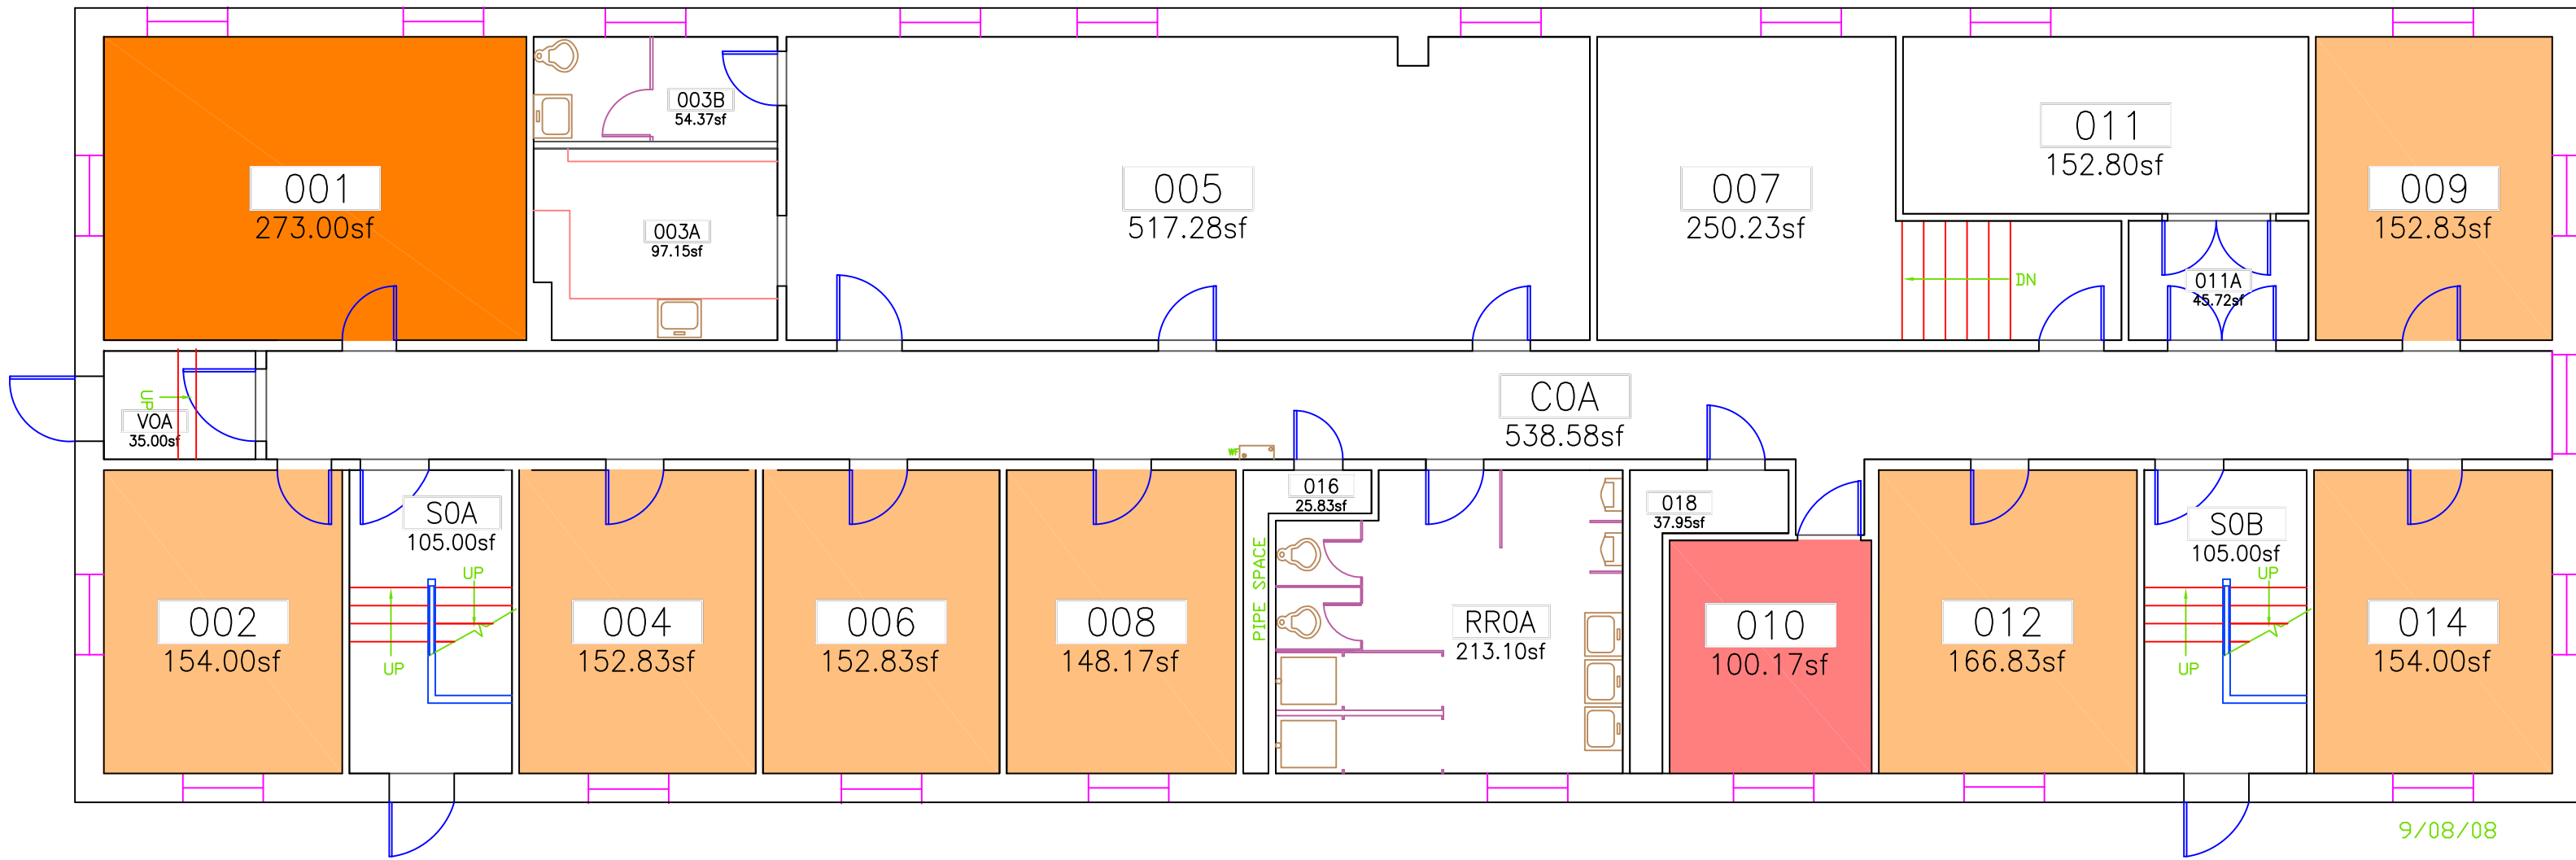 003B
54.37sf
011
152.80sf
001
273.00sf
005
517.28sf
007
250.23sf
009
152.83sf
003A
97.15sf
011A
45.72sf
DN
UP
V0A
35.00sf
C0A
538.58sf
WF
016
25.83sf
018
37.95sf
S0A
105.00sf
S0B
105.00sf
UP
UP
PIPE SPACE
002
154.00sf
004
152.83sf
006
152.83sf
008
148.17sf
RR0A
213.10sf
010
100.17sf
012
166.83sf
014
154.00sf
UP
UP
9/08/08